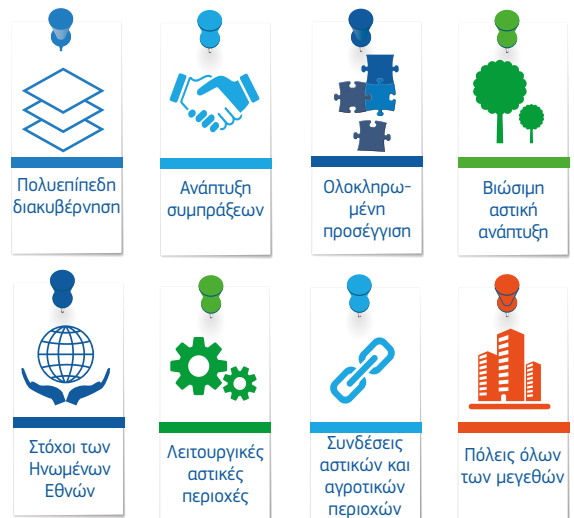 Πολυεπίπεδη
διακυβέρνηση
Ανάπτυξη
συμπράξεων
Ολοκληρω-
μένη
προσέγγιση
Βιώσιμη
αστική
ανάπτυξη
Στόχοι των
Ηνωμένων
Εθνών
Λειτουργικές
αστικές
περιοχές
Συνδέσεις
αστικών και
αγροτικών
περιοχών
Πόλεις όλων
των μεγεθών